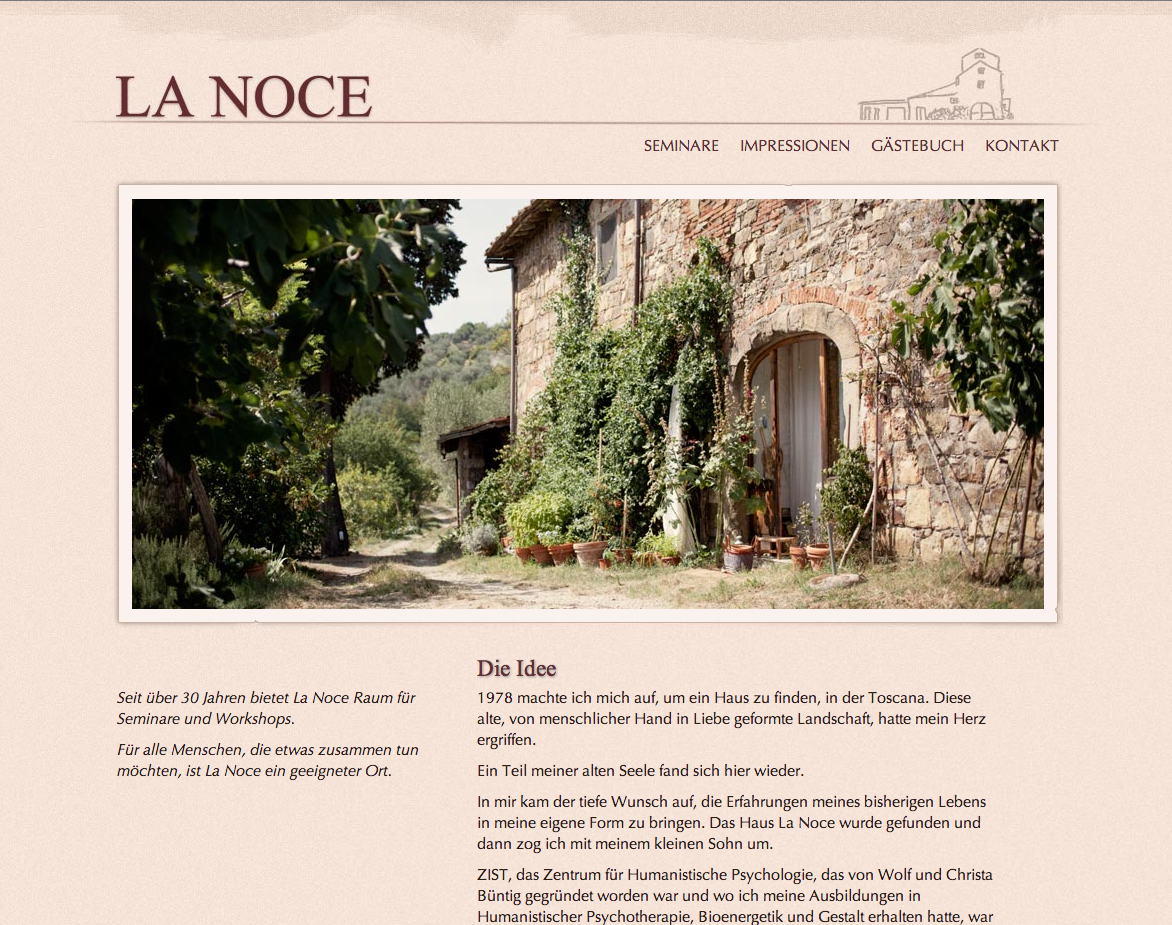 LA NOCE
SEMINARE IMPRESSIONEN GÄSTEBUCH KONTAKT
Seit über 30 Jahren bietet La Noce Raum für
Seminare und Workshops.
Für alle Menschen, die etwas zusammen tun
möchten, ist La Noce ein geeigneter Ort.
Die Idee
1978 machte ich mich auf, um ein Haus zu finden, in der Toscana. Diese
alte, von menschlicher Hand in Liebe geformte Landschaft, hatte mein Herz
ergriffen.
Ein Teil meiner alten Seele fand sich hier wieder.
In mir kam der tiefe Wunsch auf, die Erfahrungen meines bisherigen Lebens
in meine eigene Form zu bringen. Das Haus La Noce wurde gefunden und
dann zog ich mit meinem kleinen Sohn um.
ZIST, das Zentrum für Humanistische Psychologie, das von Wolf und Christa
Büntig gegründet worden war und wo ich meine Ausbildungen in
Humanistischer Psychotherapie, Bioenergetik und Gestalt erhalten hatte, war